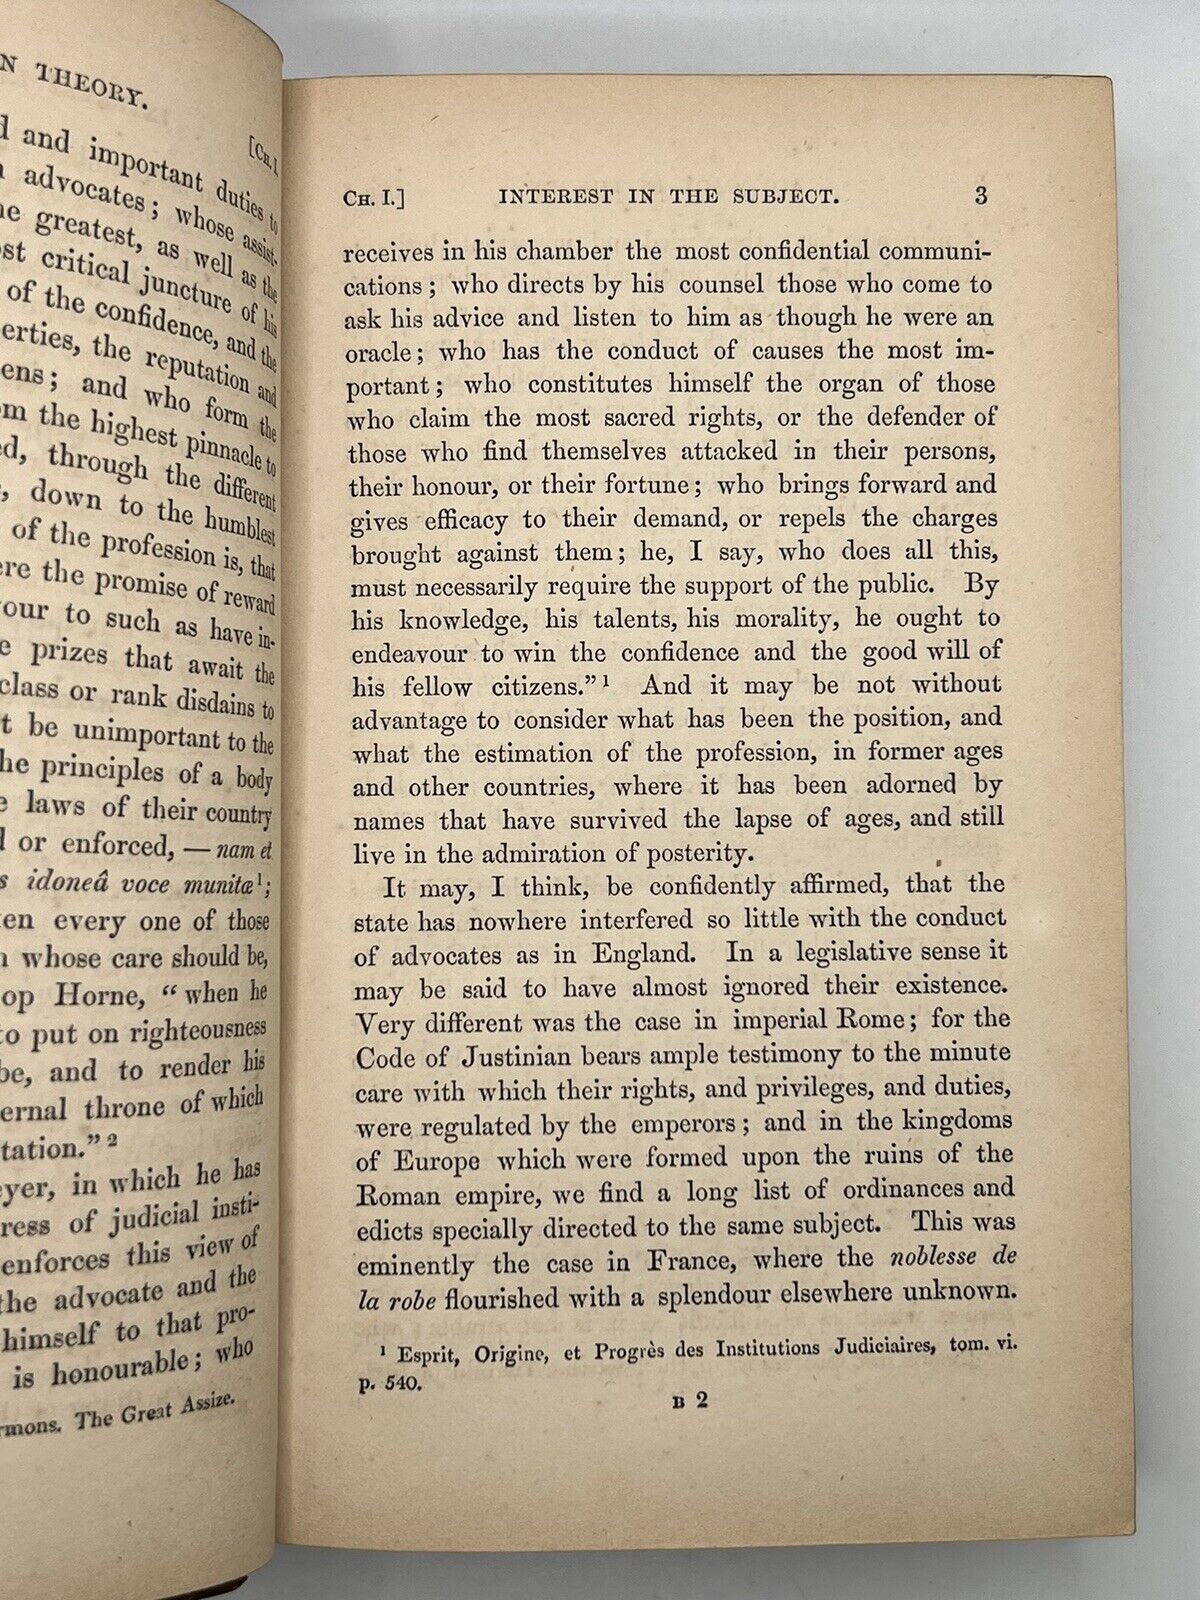 N THEORY.
[CH. I.
d and important duties to
advocates; whose assist-
he greatest, as well as the
st critical juncture of his
of the confidence, and the
perties, the reputation and
ens; and who form the
om the highest pinnacle to
ed, through the different
, down to the humblest
of the profession is, that
ere the promise of reward
our to such as have in-
e prizes that await the
class or rank disdains to
t be unimportant to the
he principles of a body
e laws of their country
d or enforced, — nam et
s idoneâ voce munitæ¹;
en every one of those
whose care should be,
op Horne, “when he
to put on righteousness
be, and to render his
ernal throne of which
tation.”²
eyer, in which he has
ress of judicial insti-
enforces this view of
the advocate and the
himself to that pro-
is honourable; who
rmons. The Great Assize.
CH. I.] INTEREST IN THE SUBJECT. 3
receives in his chamber the most confidential communi-
cations; who directs by his counsel those who come to
ask his advice and listen to him as though he were an
oracle; who has the conduct of causes the most im-
portant; who constitutes himself the organ of those
who claim the most sacred rights, or the defender of
those who find themselves attacked in their persons,
their honour, or their fortune; who brings forward and
gives efficacy to their demand, or repels the charges
brought against them; he, I say, who does all this,
must necessarily require the support of the public. By
his knowledge, his talents, his morality, he ought to
endeavour to win the confidence and the good will of
his fellow citizens.”¹ And it may be not without
advantage to consider what has been the position, and
what the estimation of the profession, in former ages
and other countries, where it has been adorned by
names that have survived the lapse of ages, and still
live in the admiration of posterity.
It may, I think, be confidently affirmed, that the
state has nowhere interfered so little with the conduct
of advocates as in England. In a legislative sense it
may be said to have almost ignored their existence.
Very different was the case in imperial Rome; for the
Code of Justinian bears ample testimony to the minute
care with which their rights, and privileges, and duties,
were regulated by the emperors; and in the kingdoms
of Europe which were formed upon the ruins of the
Roman empire, we find a long list of ordinances and
edicts specially directed to the same subject. This was
eminently the case in France, where the noblesse de
la robe flourished with a splendour elsewhere unknown.
¹ Esprit, Origine, et Progrès des Institutions Judiciaires, tom. vi.
p. 540.
B 2